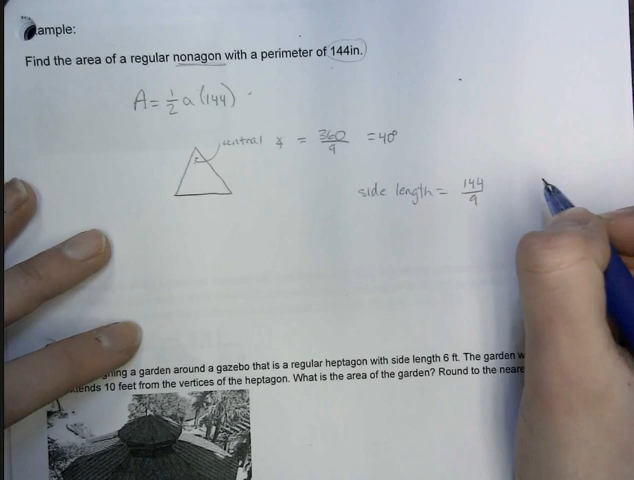 ample:
Find the area of a regular nonagon with a perimeter of 144in.
A = 1/2 a (144)
central ∡ = 360/9 = 40°
side length = 144/9
ning a garden around a gazebo that is a regular heptagon with side length 6 ft. The garden
ends 10 feet from the vertices of the heptagon. What is the area of the garden? Round to the